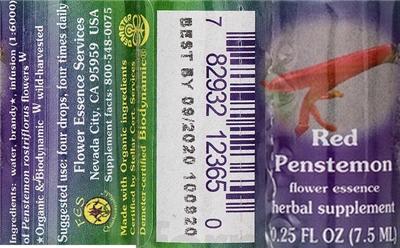 Ingredients: water, brandy★, infusion (1:6000)
of Penstemon rostriflorus flowers-W
★Organic & Biodynamic W wild-harvested
Suggested use: four drops, four times daily
Flower Essence Services
Nevada City, CA 95959 USA
Supplement facts: 800-548-0075
FES
Made with Organic ingredients
Certified by Stellar Cert. Services
Demeter-certified Biodynamic®
BEST BY 09/2020 100920
7 82932 12365 0
Red
Penstemon
flower essence
herbal supplement
0.25 FL OZ (7.5 ML)